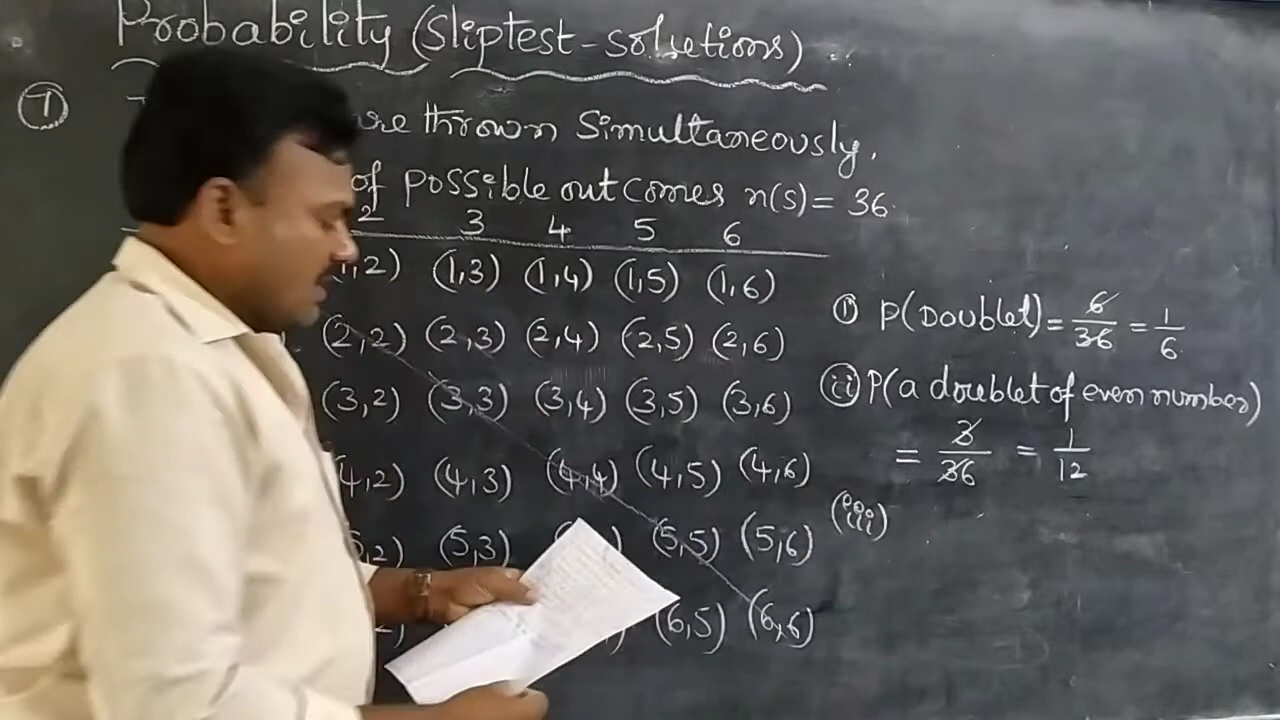 Probability (Sliptest-solutions)
① are thrown Simultaneously.
of possible outcomes n(s) = 36
2 3 4 5 6
1,2) (1,3) (1,4) (1,5) (1,6)
(2,2) (2,3) (2,4) (2,5) (2,6)
(3,2) (3,3) (3,4) (3,5) (3,6)
4,2) (4,3) (4,4) (4,5) (4,6)
5,2) (5,3) (5,5) (5,6)
(6,5) (6,6)
(i) P(Doublet) = 6/36 = 1/6
(ii) P(a doublet of even number)
= 3/36 = 1/12
(iii)